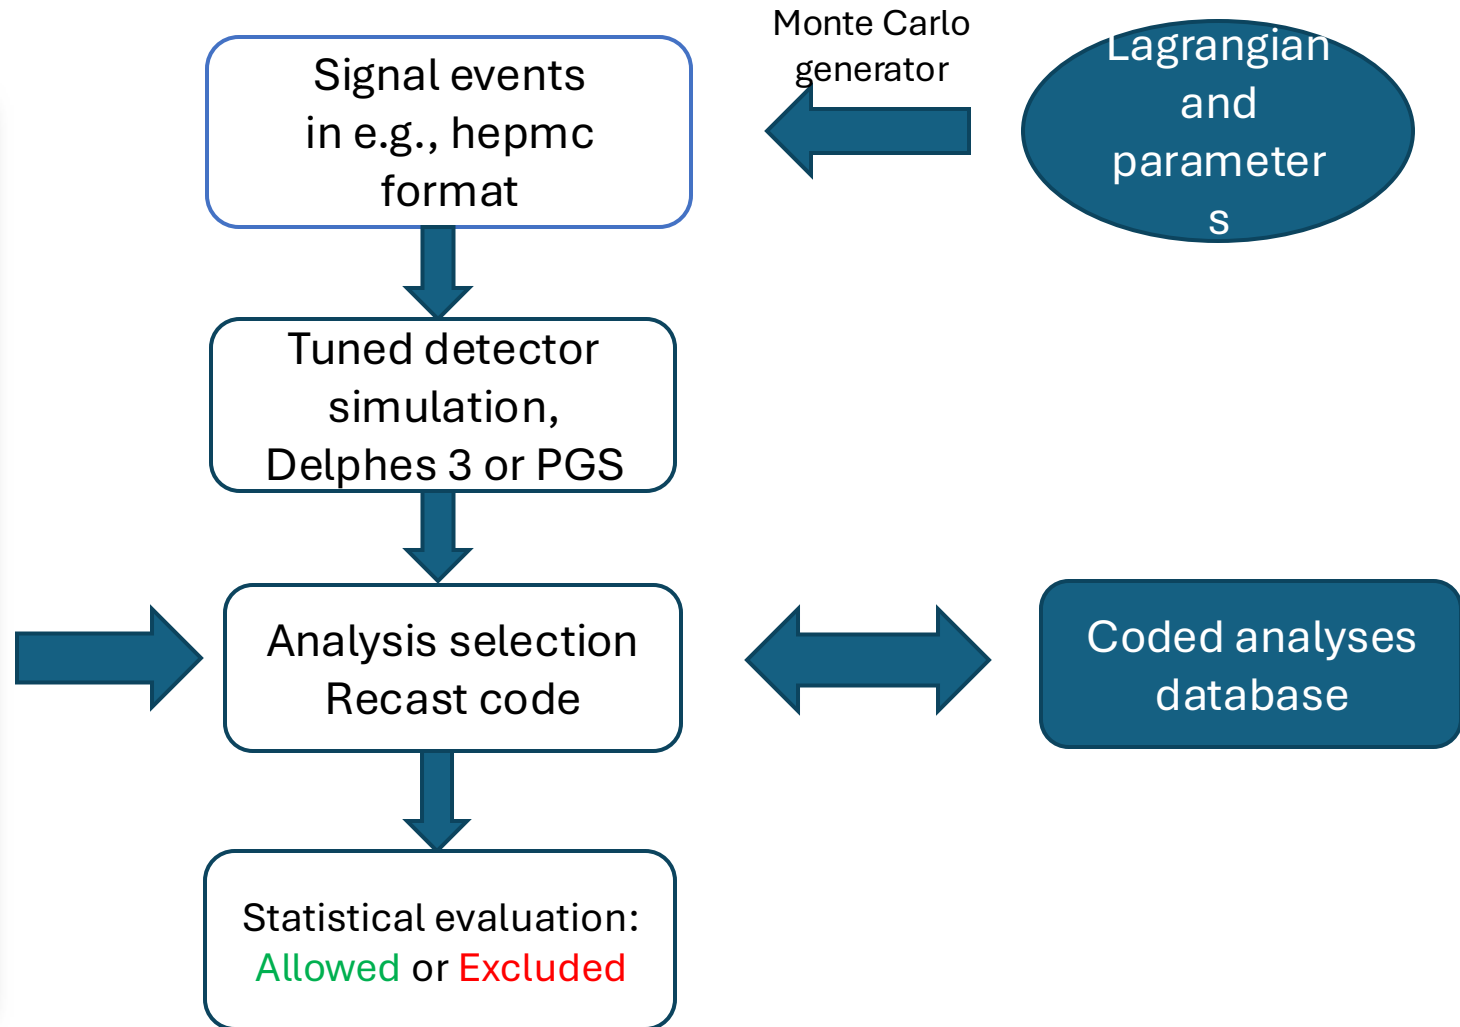 Monte Carlo
generator
Lagrangian
and
parameter
s
Signal events
in e.g., hepmc
format
Tuned detector
simulation,
Delphes 3 or PGS
Analysis selection
Recast code
Coded analyses
database
Statistical evaluation:
Allowed or Excluded